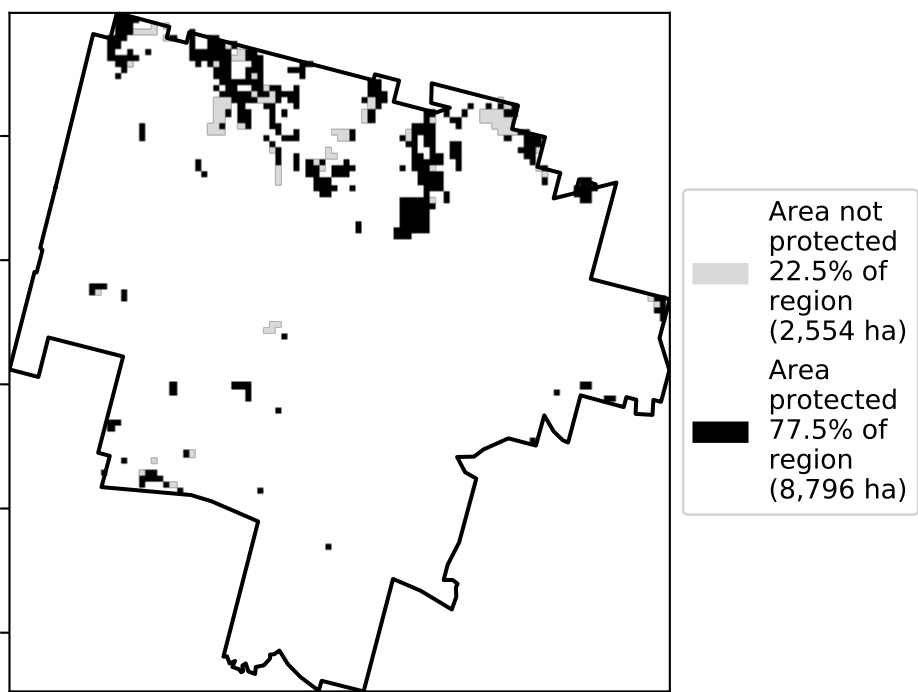 Area not
protected
22.5% of
region
(2,554 ha)
Area
protected
77.5% of
region
(8,796 ha)